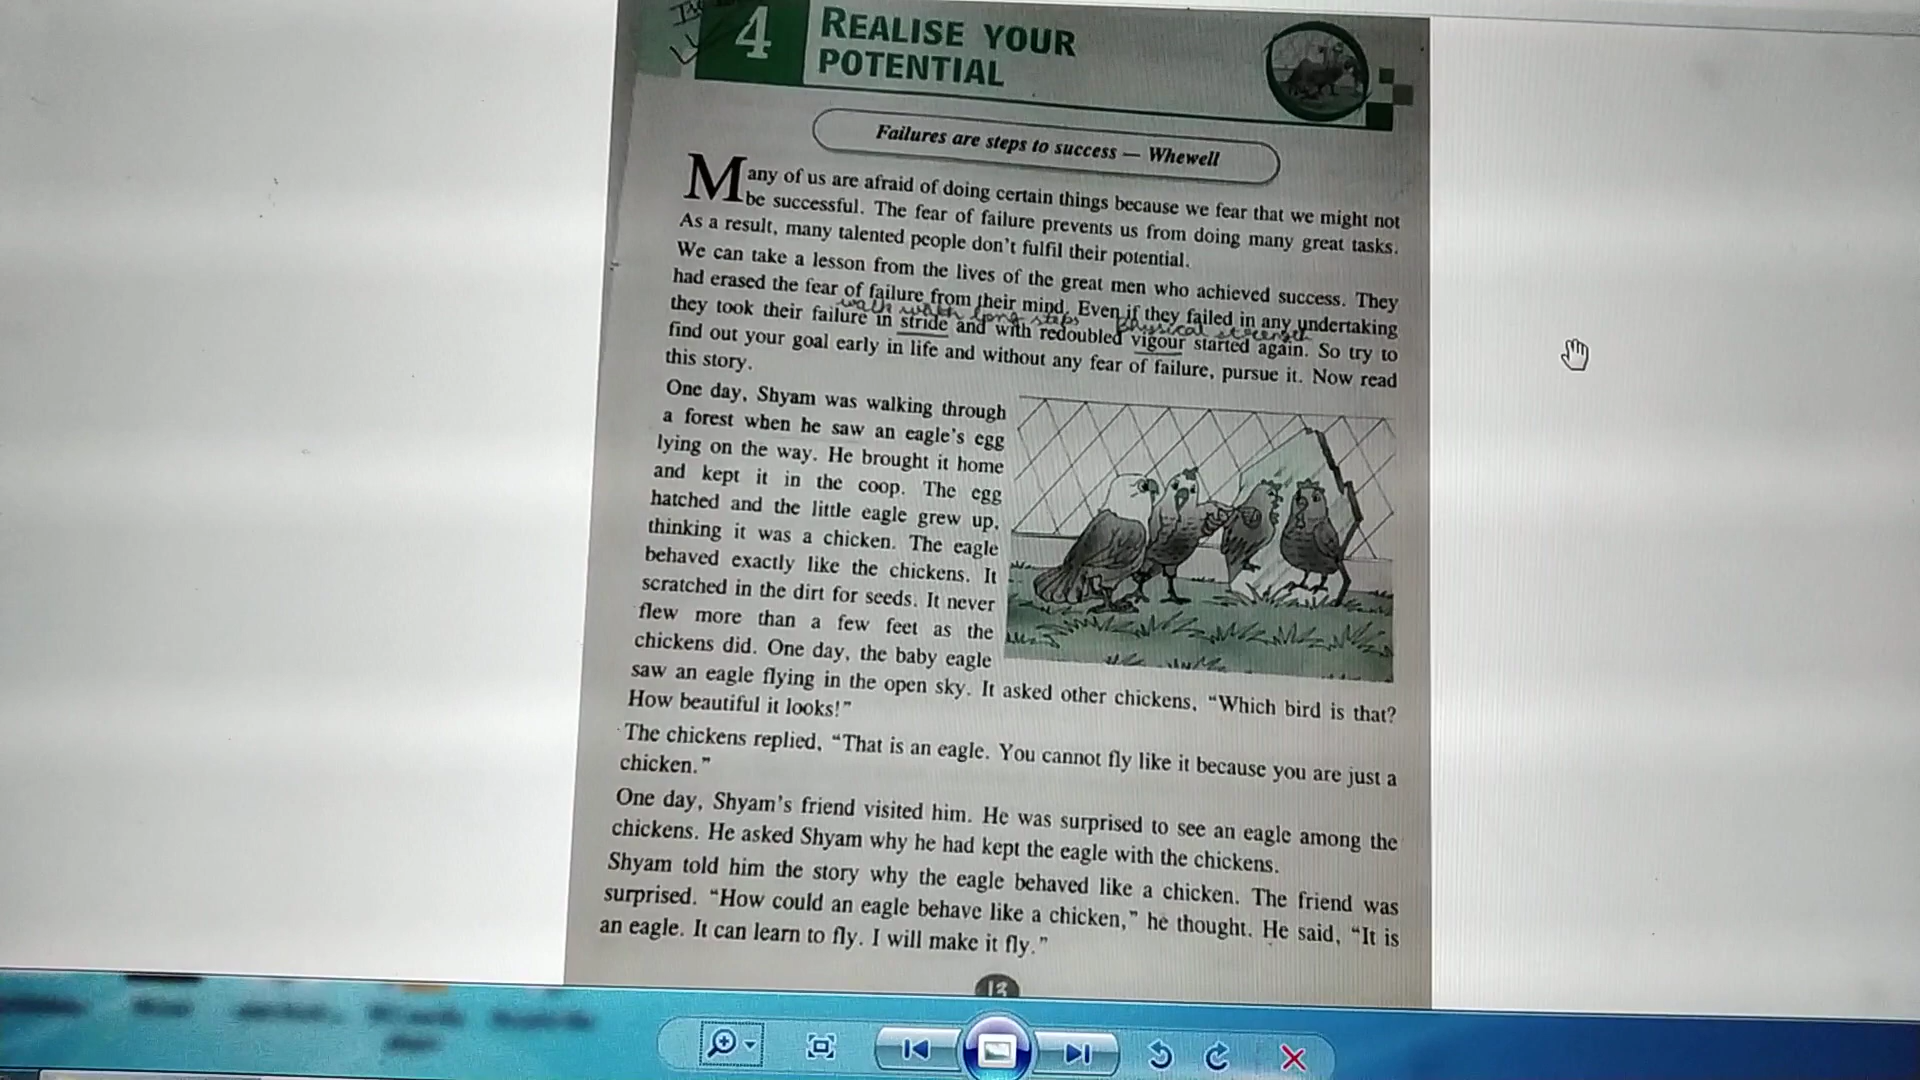 4
REALISE YOUR
POTENTIAL
Failures are steps to success — Whewell
Many of us are afraid of doing certain things because we fear that we might not
be successful. The fear of failure prevents us from doing many great tasks.
As a result, many talented people don't fulfil their potential.
We can take a lesson from the lives of the great men who achieved success. They
had erased the fear of failure from their mind. Even if they failed in any undertaking
walk with long steps physical
they took their failure in stride and with redoubled vigour started again. So try to
find out your goal early in life and without any fear of failure, pursue it. Now read
this story.
One day, Shyam was walking through
a forest when he saw an eagle's egg
lying on the way. He brought it home
and kept it in the coop. The egg
hatched and the little eagle grew up,
thinking it was a chicken. The eagle
behaved exactly like the chickens. It
scratched in the dirt for seeds. It never
flew more than a few feet as the
chickens did. One day, the baby eagle
saw an eagle flying in the open sky. It asked other chickens, “Which bird is that?
How beautiful it looks!”
The chickens replied, “That is an eagle. You cannot fly like it because you are just a
chicken.”
One day, Shyam's friend visited him. He was surprised to see an eagle among the
chickens. He asked Shyam why he had kept the eagle with the chickens.
Shyam told him the story why the eagle behaved like a chicken. The friend was
surprised. “How could an eagle behave like a chicken,” he thought. He said, “It is
an eagle. It can learn to fly. I will make it fly.”
13